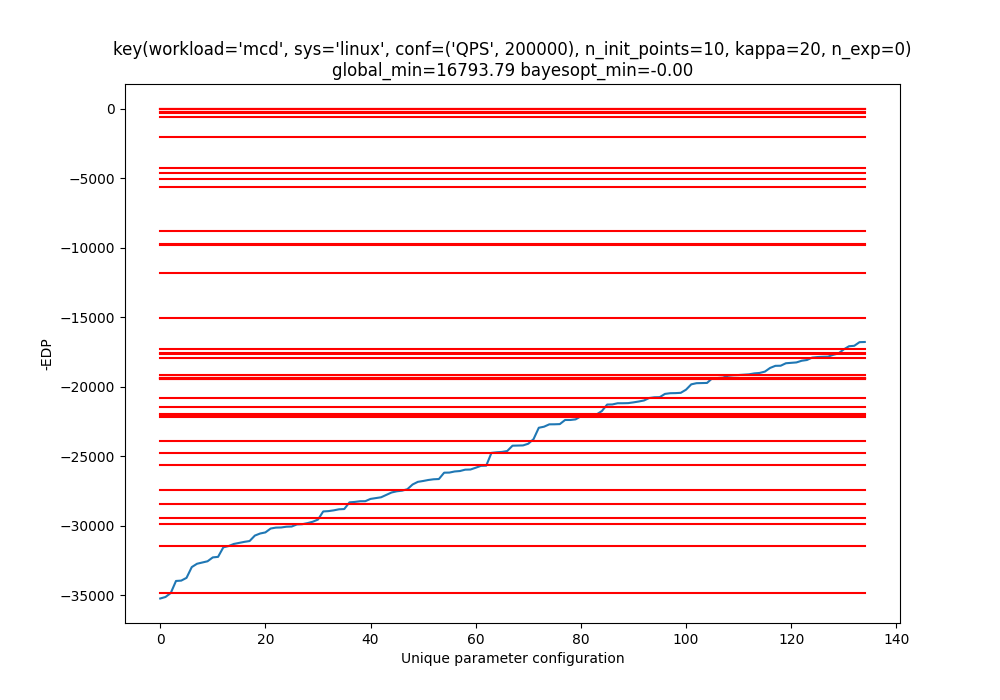 key(workload='mcd', sys='linux', conf=('QPS', 200000), n_init_points=10, kappa=20, n_exp=0)
global_min=16793.79 bayesopt_min=-0.00
0
−5000
−10000
−15000
−20000
−25000
−30000
−35000
-EDP
0 20 40 60 80 100 120 140
Unique parameter configuration